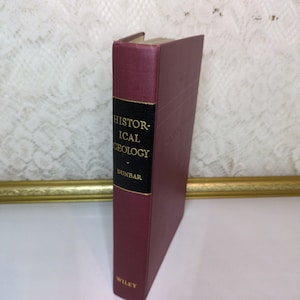 HISTOR-
ICAL
GEOLOGY
-
DUNBAR
WILEY